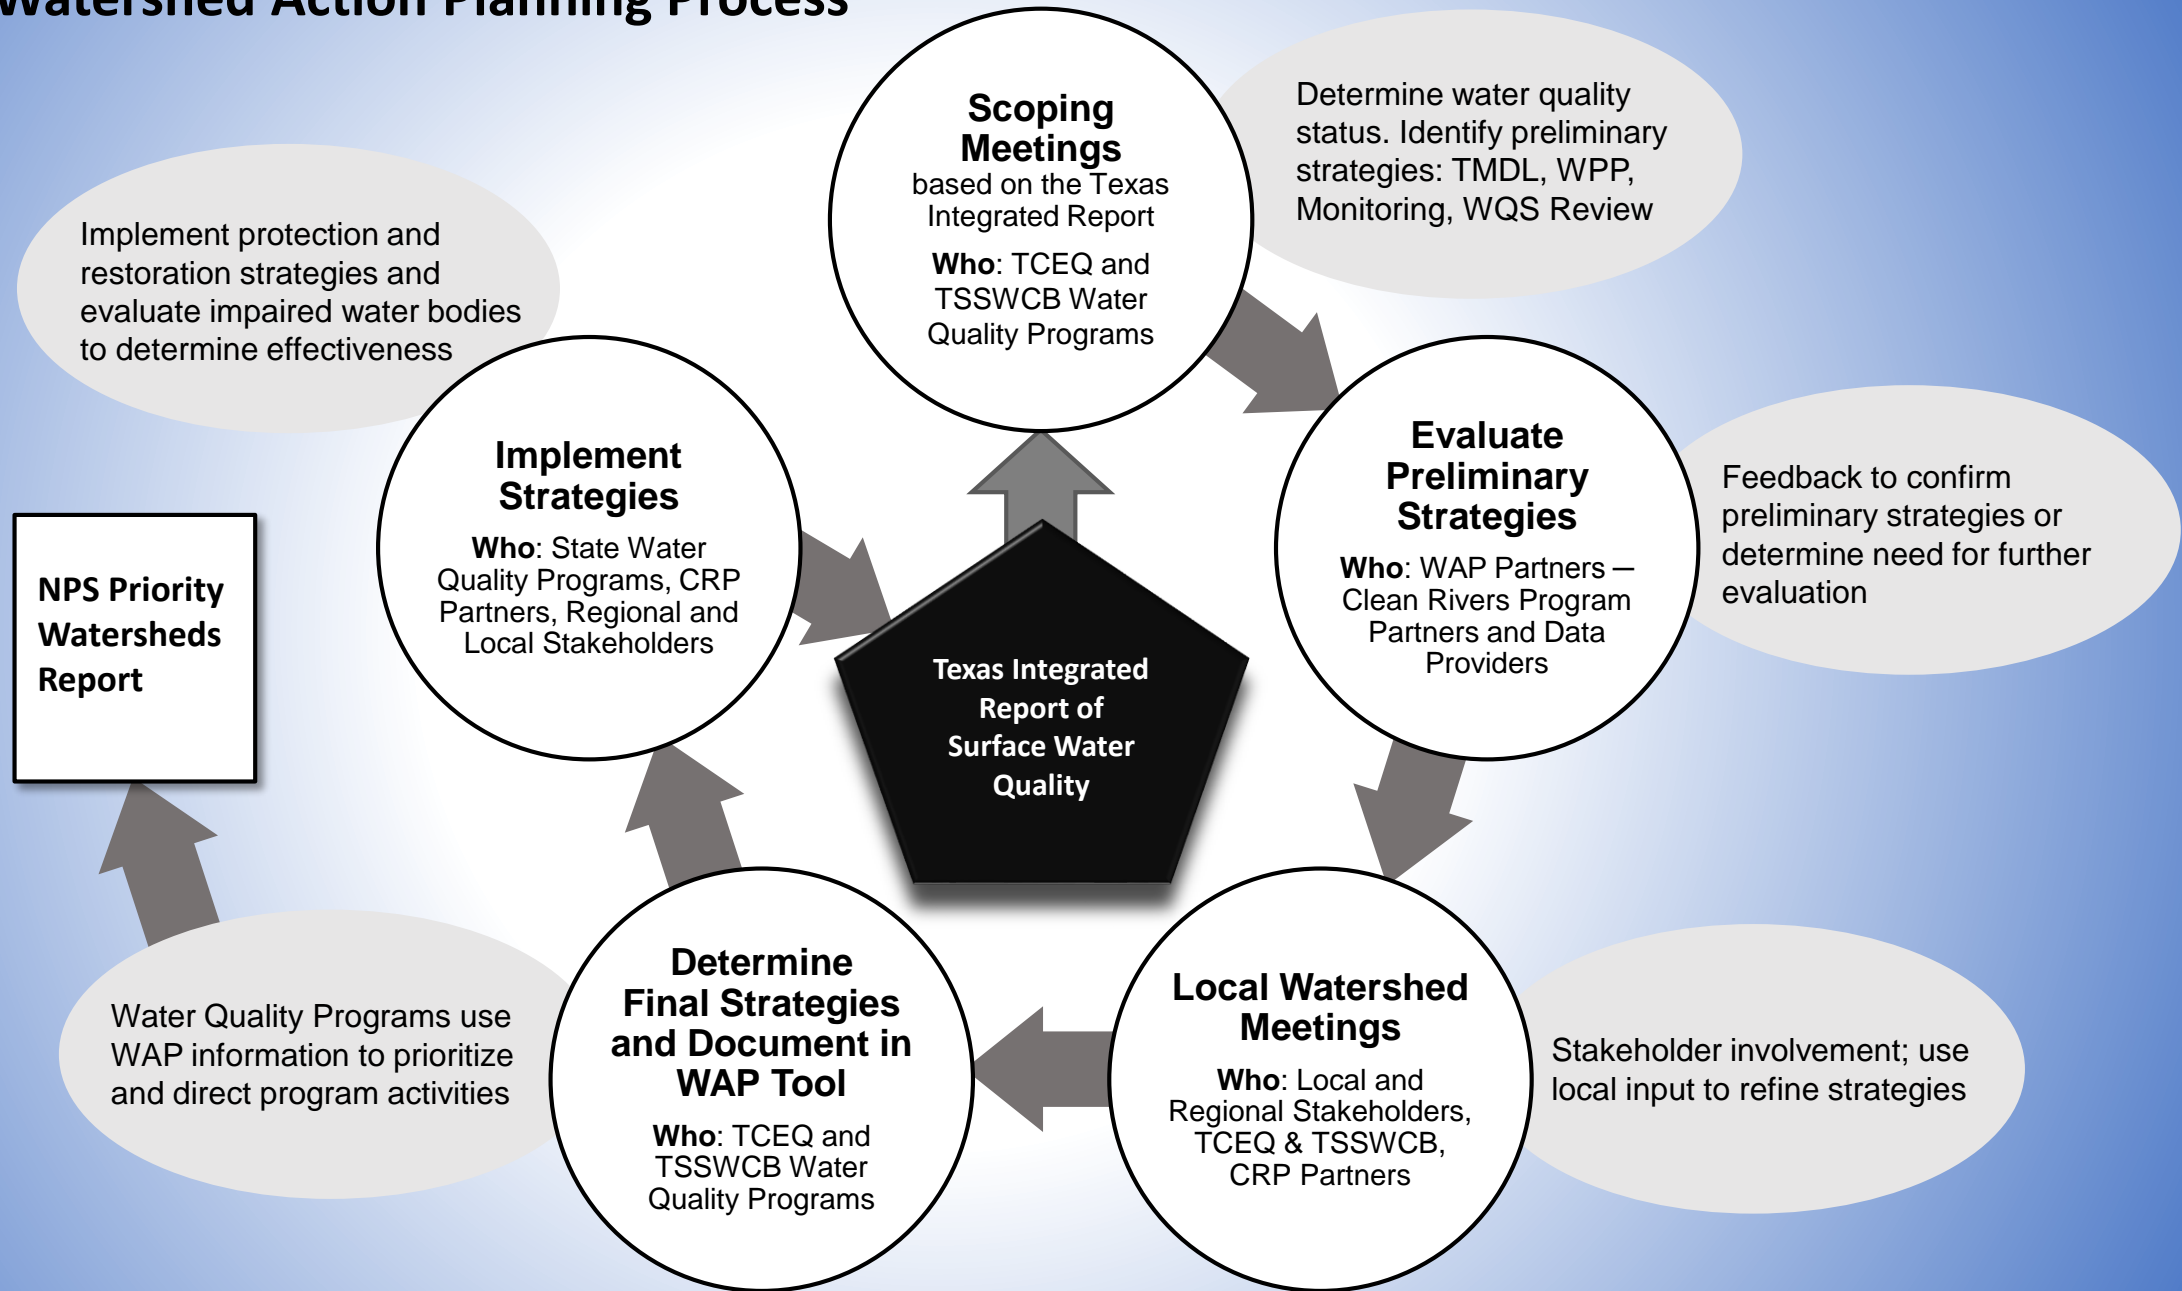 Watershed Action Planning Process
Scoping
Meetings
based on the Texas
Integrated Report
Who: TCEQ and
TSSWCB Water
Quality Programs
Determine water quality
status. Identify preliminary
strategies: TMDL, WPP,
Monitoring, WQS Review
Evaluate
Preliminary
Strategies
Who: WAP Partners –
Clean Rivers Program
Partners and Data
Providers
Feedback to confirm
preliminary strategies or
determine need for further
evaluation
Local Watershed
Meetings
Who: Local and
Regional Stakeholders,
TCEQ & TSSWCB,
CRP Partners
Stakeholder involvement; use
local input to refine strategies
Determine
Final Strategies
and Document in
WAP Tool
Who: TCEQ and
TSSWCB Water
Quality Programs
Water Quality Programs use
WAP information to prioritize
and direct program activities
NPS Priority
Watersheds
Report
Implement
Strategies
Who: State Water
Quality Programs, CRP
Partners, Regional and
Local Stakeholders
Implement protection and
restoration strategies and
evaluate impaired water bodies
to determine effectiveness
Texas Integrated
Report of
Surface Water
Quality